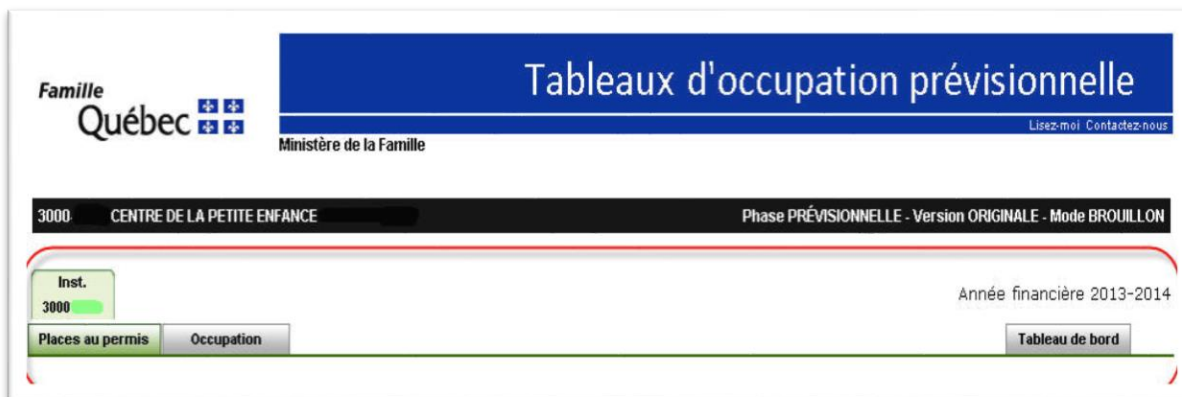 Famille
Québec
Tableaux d'occupation prévisionnelle
Lisez-moi Contactez-nous
Ministère de la Famille
3000- CENTRE DE LA PETITE ENFANCE Phase PRÉVISIONNELLE - Version ORIGINALE - Mode BROUILLON
Inst.
3000
Année financière 2013-2014
Places au permis Occupation Tableau de bord